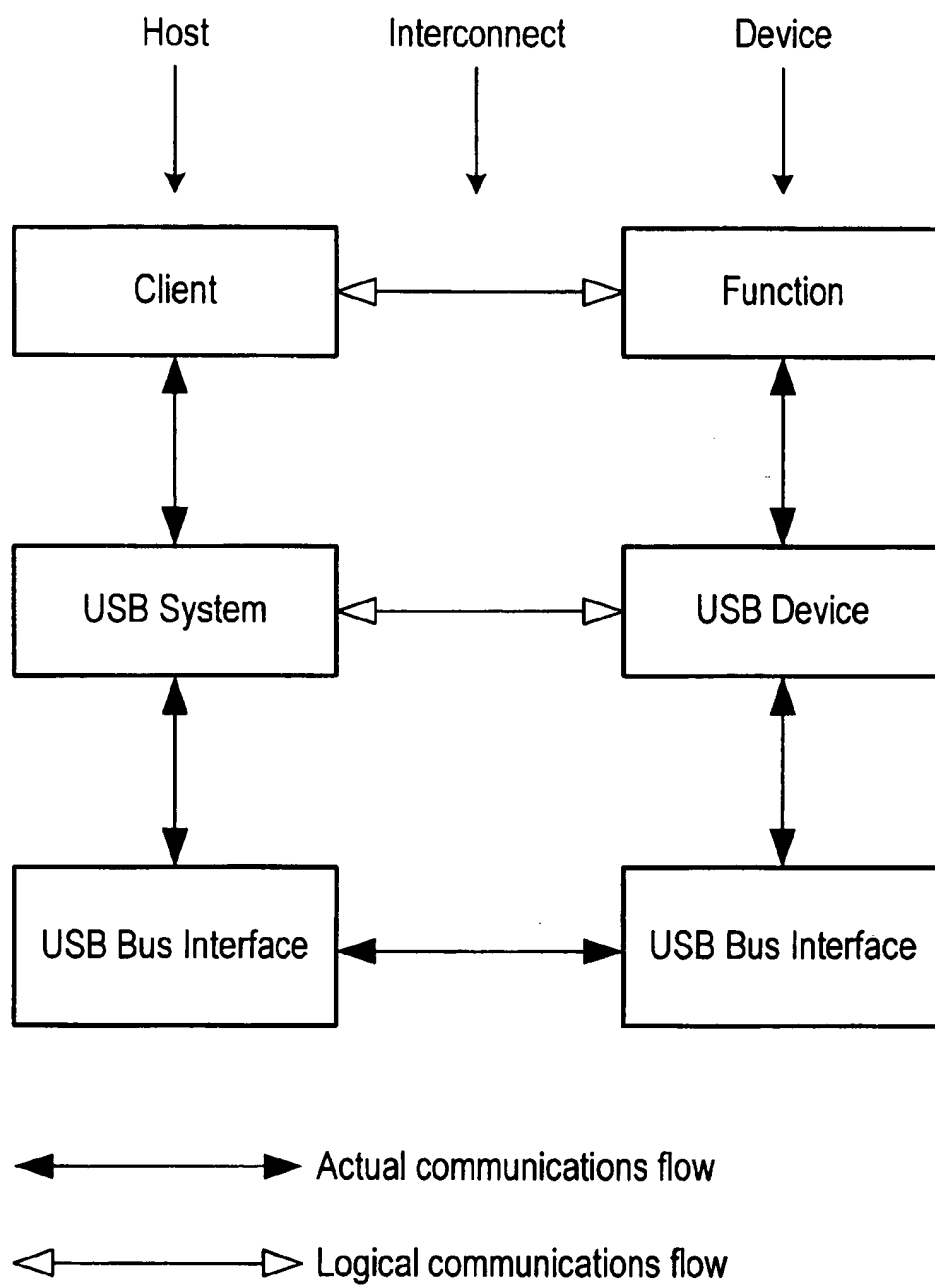 Host
Interconnect
Device
Client
Function
USB System
USB Device
USB Bus Interface
USB Bus Interface
Actual communications flow
Logical communications flow